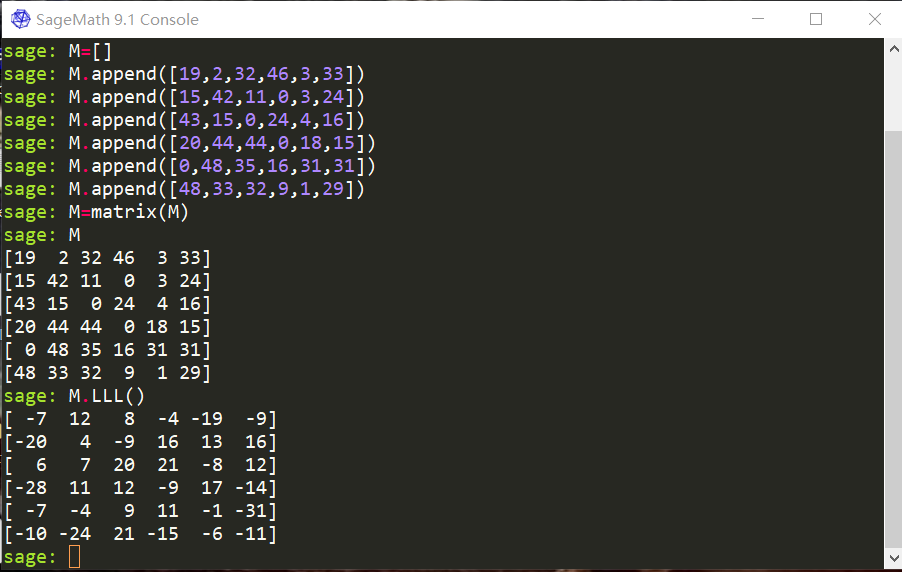 SageMath 9.1 Console
sage: M=[]
sage: M.append([19,2,32,46,3,33])
sage: M.append([15,42,11,0,3,24])
sage: M.append([43,15,0,24,4,16])
sage: M.append([20,44,44,0,18,15])
sage: M.append([0,48,35,16,31,31])
sage: M.append([48,33,32,9,1,29])
sage: M=matrix(M)
sage: M
[19  2 32 46  3 33]
[15 42 11  0  3 24]
[43 15  0 24  4 16]
[20 44 44  0 18 15]
[ 0 48 35 16 31 31]
[48 33 32  9  1 29]
sage: M.LLL()
[ -7  12   8  -4 -19  -9]
[-20   4  -9  16  13  16]
[  6   7  20  21  -8  12]
[-28  11  12  -9  17 -14]
[ -7  -4   9  11  -1 -31]
[-10 -24  21 -15  -6 -11]
sage: